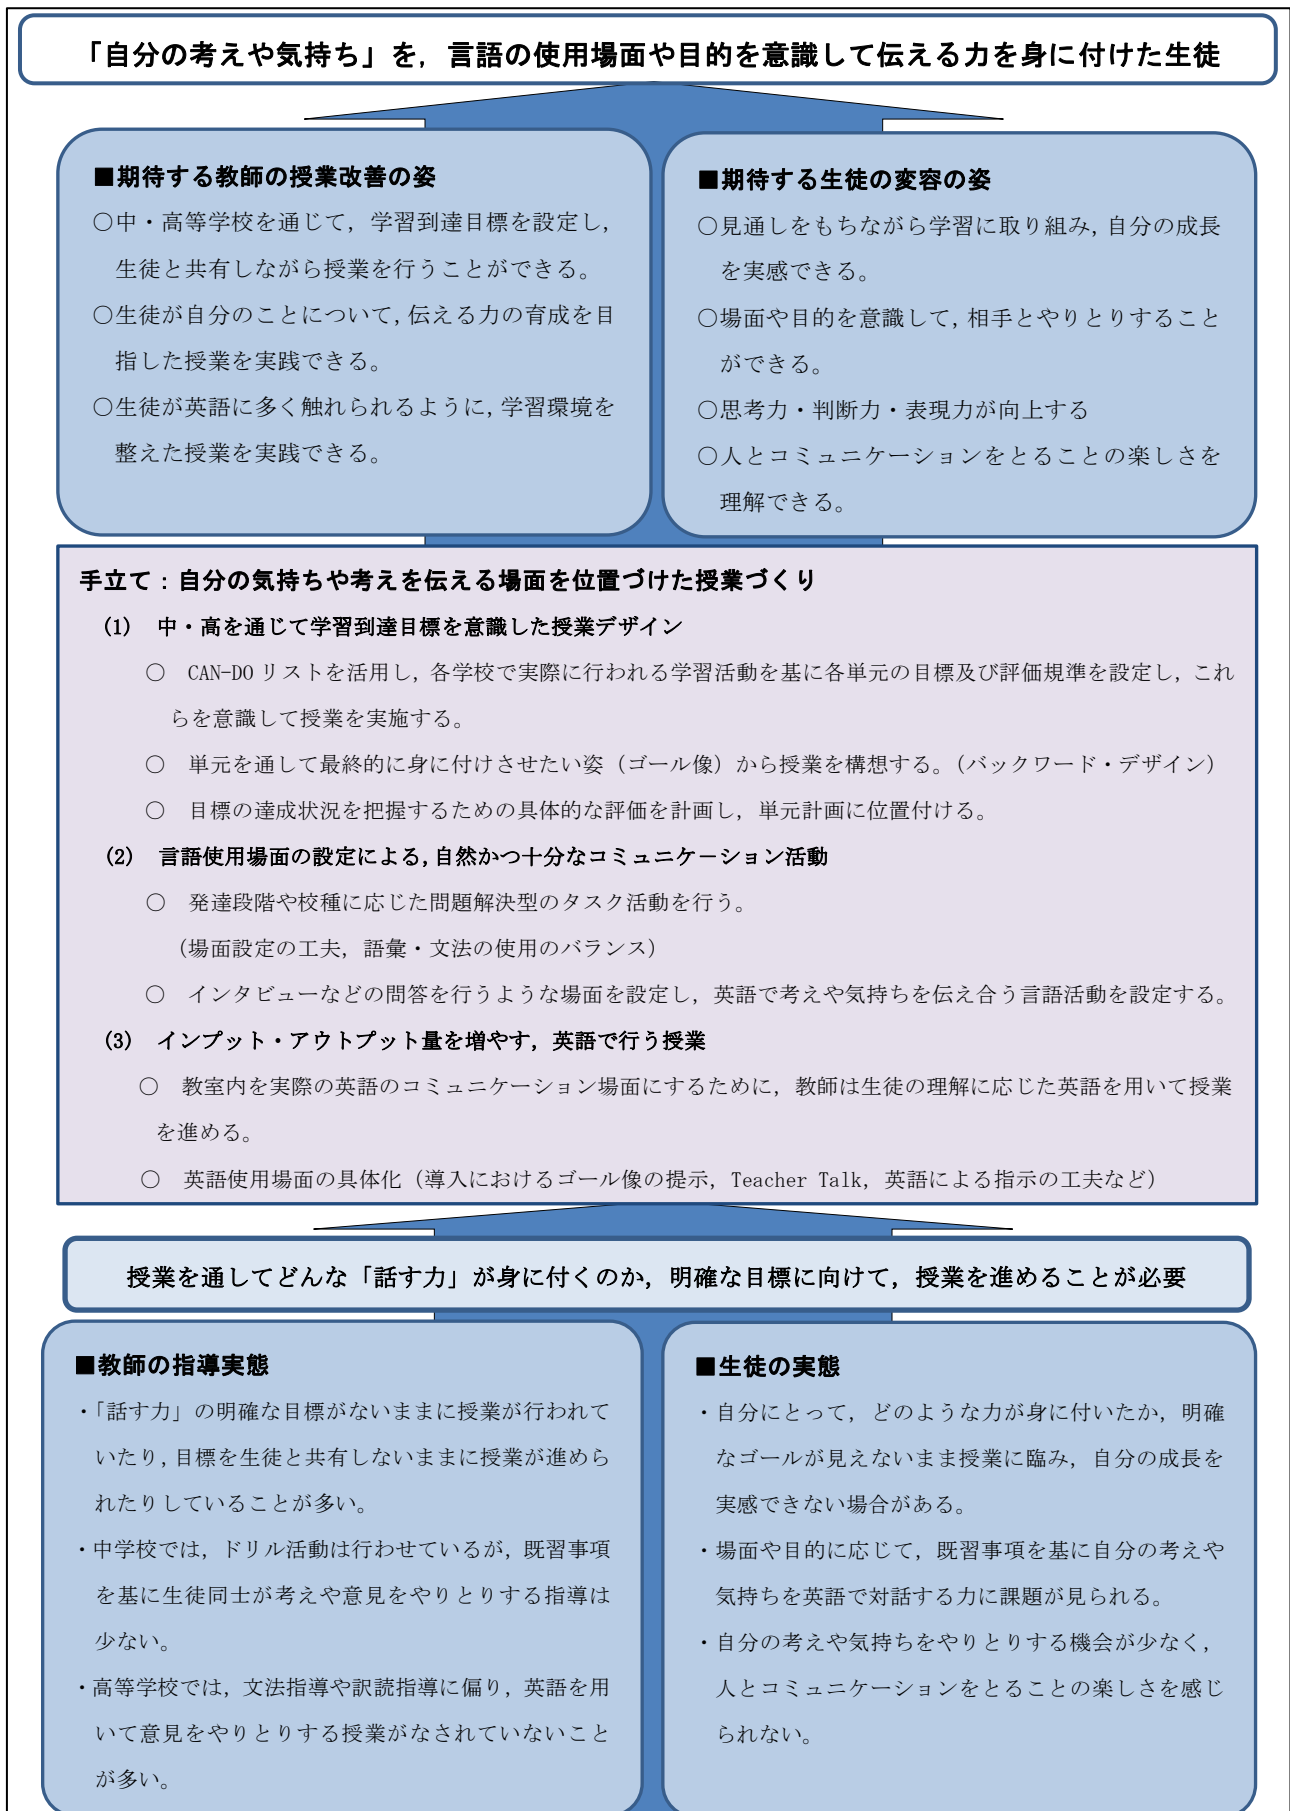 「自分の考えや気持ち」を，言語の使用場面や目的を意識して伝える力を身に付けた生徒
■期待する教師の授業改善の姿
○中・高等学校を通じて，学習到達目標を設定し，
生徒と共有しながら授業を行うことができる。
○生徒が自分のことについて，伝える力の育成を目
指した授業を実践できる。
○生徒が英語に多く触れられるように，学習環境を
整えた授業を実践できる。
■期待する生徒の変容の姿
○見通しをもちながら学習に取り組み，自分の成長
を実感できる。
○場面や目的を意識して，相手とやりとりすること
ができる。
○思考力・判断力・表現力が向上する
○人とコミュニケーションをとることの楽しさを
理解できる。
手立て：自分の気持ちや考えを伝える場面を位置づけた授業づくり
(1) 中・高を通じて学習到達目標を意識した授業デザイン
○ CAN-DOリストを活用し，各学校で実際に行われる学習活動を基に各単元の目標及び評価規準を設定し，これ
らを意識して授業を実施する。
○ 単元を通して最終的に身に付けさせたい姿（ゴール像）から授業を構想する。（バックワード・デザイン）
○ 目標の達成状況を把握するための具体的な評価を計画し，単元計画に位置付ける。
(2) 言語使用場面の設定による，自然かつ十分なコミュニケーション活動
○ 発達段階や校種に応じた問題解決型のタスク活動を行う。
（場面設定の工夫，語彙・文法の使用のバランス）
○ インタビューなどの問答を行うような場面を設定し，英語で考えや気持ちを伝え合う言語活動を設定する。
(3) インプット・アウトプット量を増やす，英語で行う授業
○ 教室内を実際の英語のコミュニケーション場面にするために，教師は生徒の理解に応じた英語を用いて授業
を進める。
○ 英語使用場面の具体化（導入におけるゴール像の提示，Teacher Talk，英語による指示の工夫など）
授業を通してどんな「話す力」が身に付くのか，明確な目標に向けて，授業を進めることが必要
■教師の指導実態
・「話す力」の明確な目標がないままに授業が行われて
いたり，目標を生徒と共有しないままに授業が進めら
れたりしていることが多い。
・中学校では，ドリル活動は行わせているが，既習事項
を基に生徒同士が考えや意見をやりとりする指導は
少ない。
・高等学校では，文法指導や訳読指導に偏り，英語を用
いて意見をやりとりする授業がなされていないこと
が多い。
■生徒の実態
・自分にとって，どのような力が身に付いたか，明確
なゴールが見えないまま授業に臨み，自分の成長を
実感できない場合がある。
・場面や目的に応じて，既習事項を基に自分の考えや
気持ちを英語で対話する力に課題が見られる。
・自分の考えや気持ちをやりとりする機会が少なく，
人とコミュニケーションをとることの楽しさを感じ
られない。